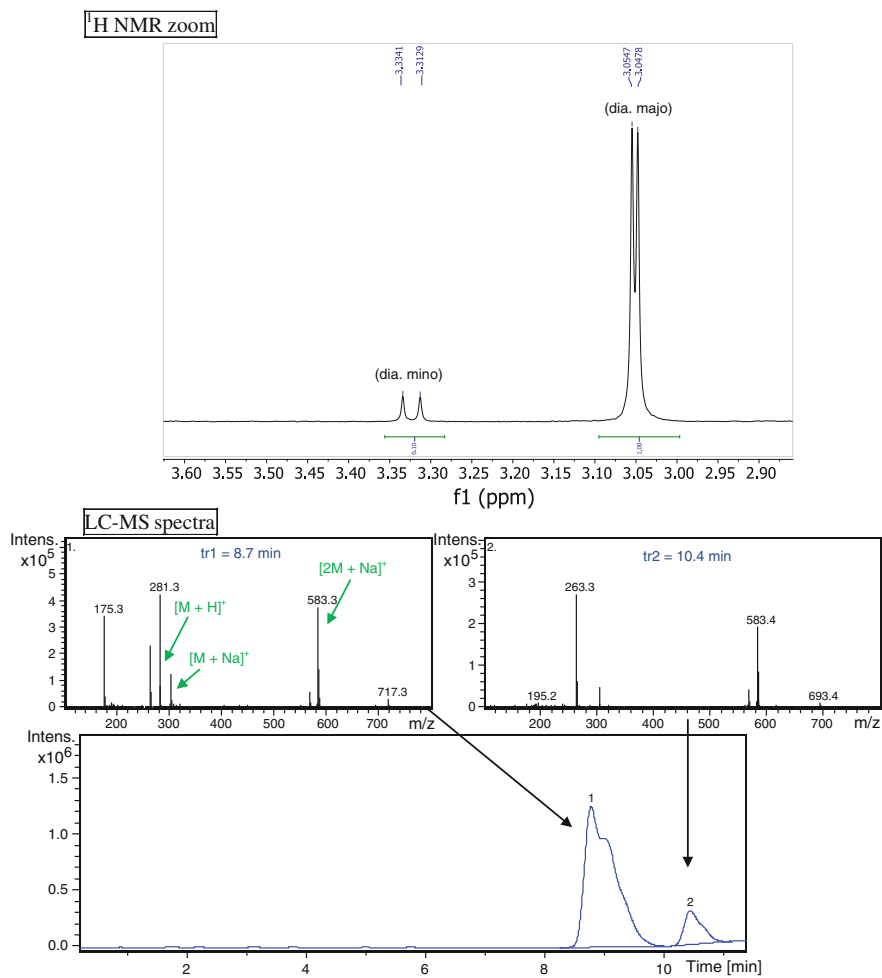 ¹H NMR zoom
3.3341
3.3129
3.0547
3.0478
(dia. majo)
(dia. mino)
0.10
1.00
3.60 3.55 3.50 3.45 3.40 3.35 3.30 3.25 3.20 3.15 3.10 3.05 3.00 2.95 2.90
f1 (ppm)
LC-MS spectra
Intens.
x10⁵
1.
tr1 = 8.7 min
5
4
3
2
1
0
175.3
281.3
583.3
717.3
[M + H]⁺
[M + Na]⁺
[2M + Na]⁺
200 300 400 500 600 700 m/z
Intens.
x10⁵
2.
tr2 = 10.4 min
3
2
1
0
195.2
263.3
583.4
693.4
200 300 400 500 600 700 m/z
Intens.
x10⁶
1.5
1.0
0.5
0.0
1
2
2 4 6 8 10 Time [min]